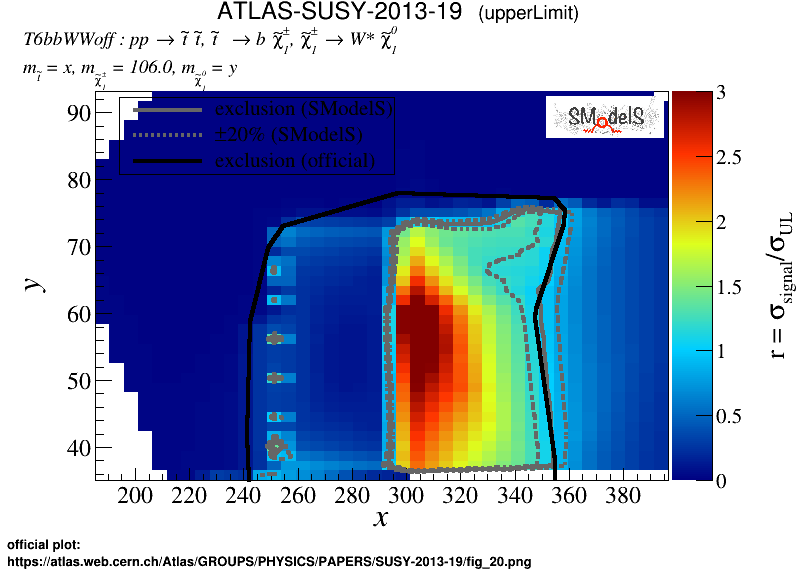 ATLAS-SUSY-2013-19 (upperLimit)
T6bbWWoff : pp → t̃ t̃, t̃ → b χ̃₁±, χ̃₁± → W* χ̃₁⁰
m_t̃ = x, m_χ̃₁± = 106.0, m_χ̃₁⁰ = y
exclusion (SModelS)
±20% (SModelS)
exclusion (official)
SModelS
90
80
70
60
50
40
y
200 220 240 260 280 300 320 340 360 380
x
3
2.5
2
1.5
1
0.5
0
r = σ_signal/σ_UL
official plot:
https://atlas.web.cern.ch/Atlas/GROUPS/PHYSICS/PAPERS/SUSY-2013-19/fig_20.png